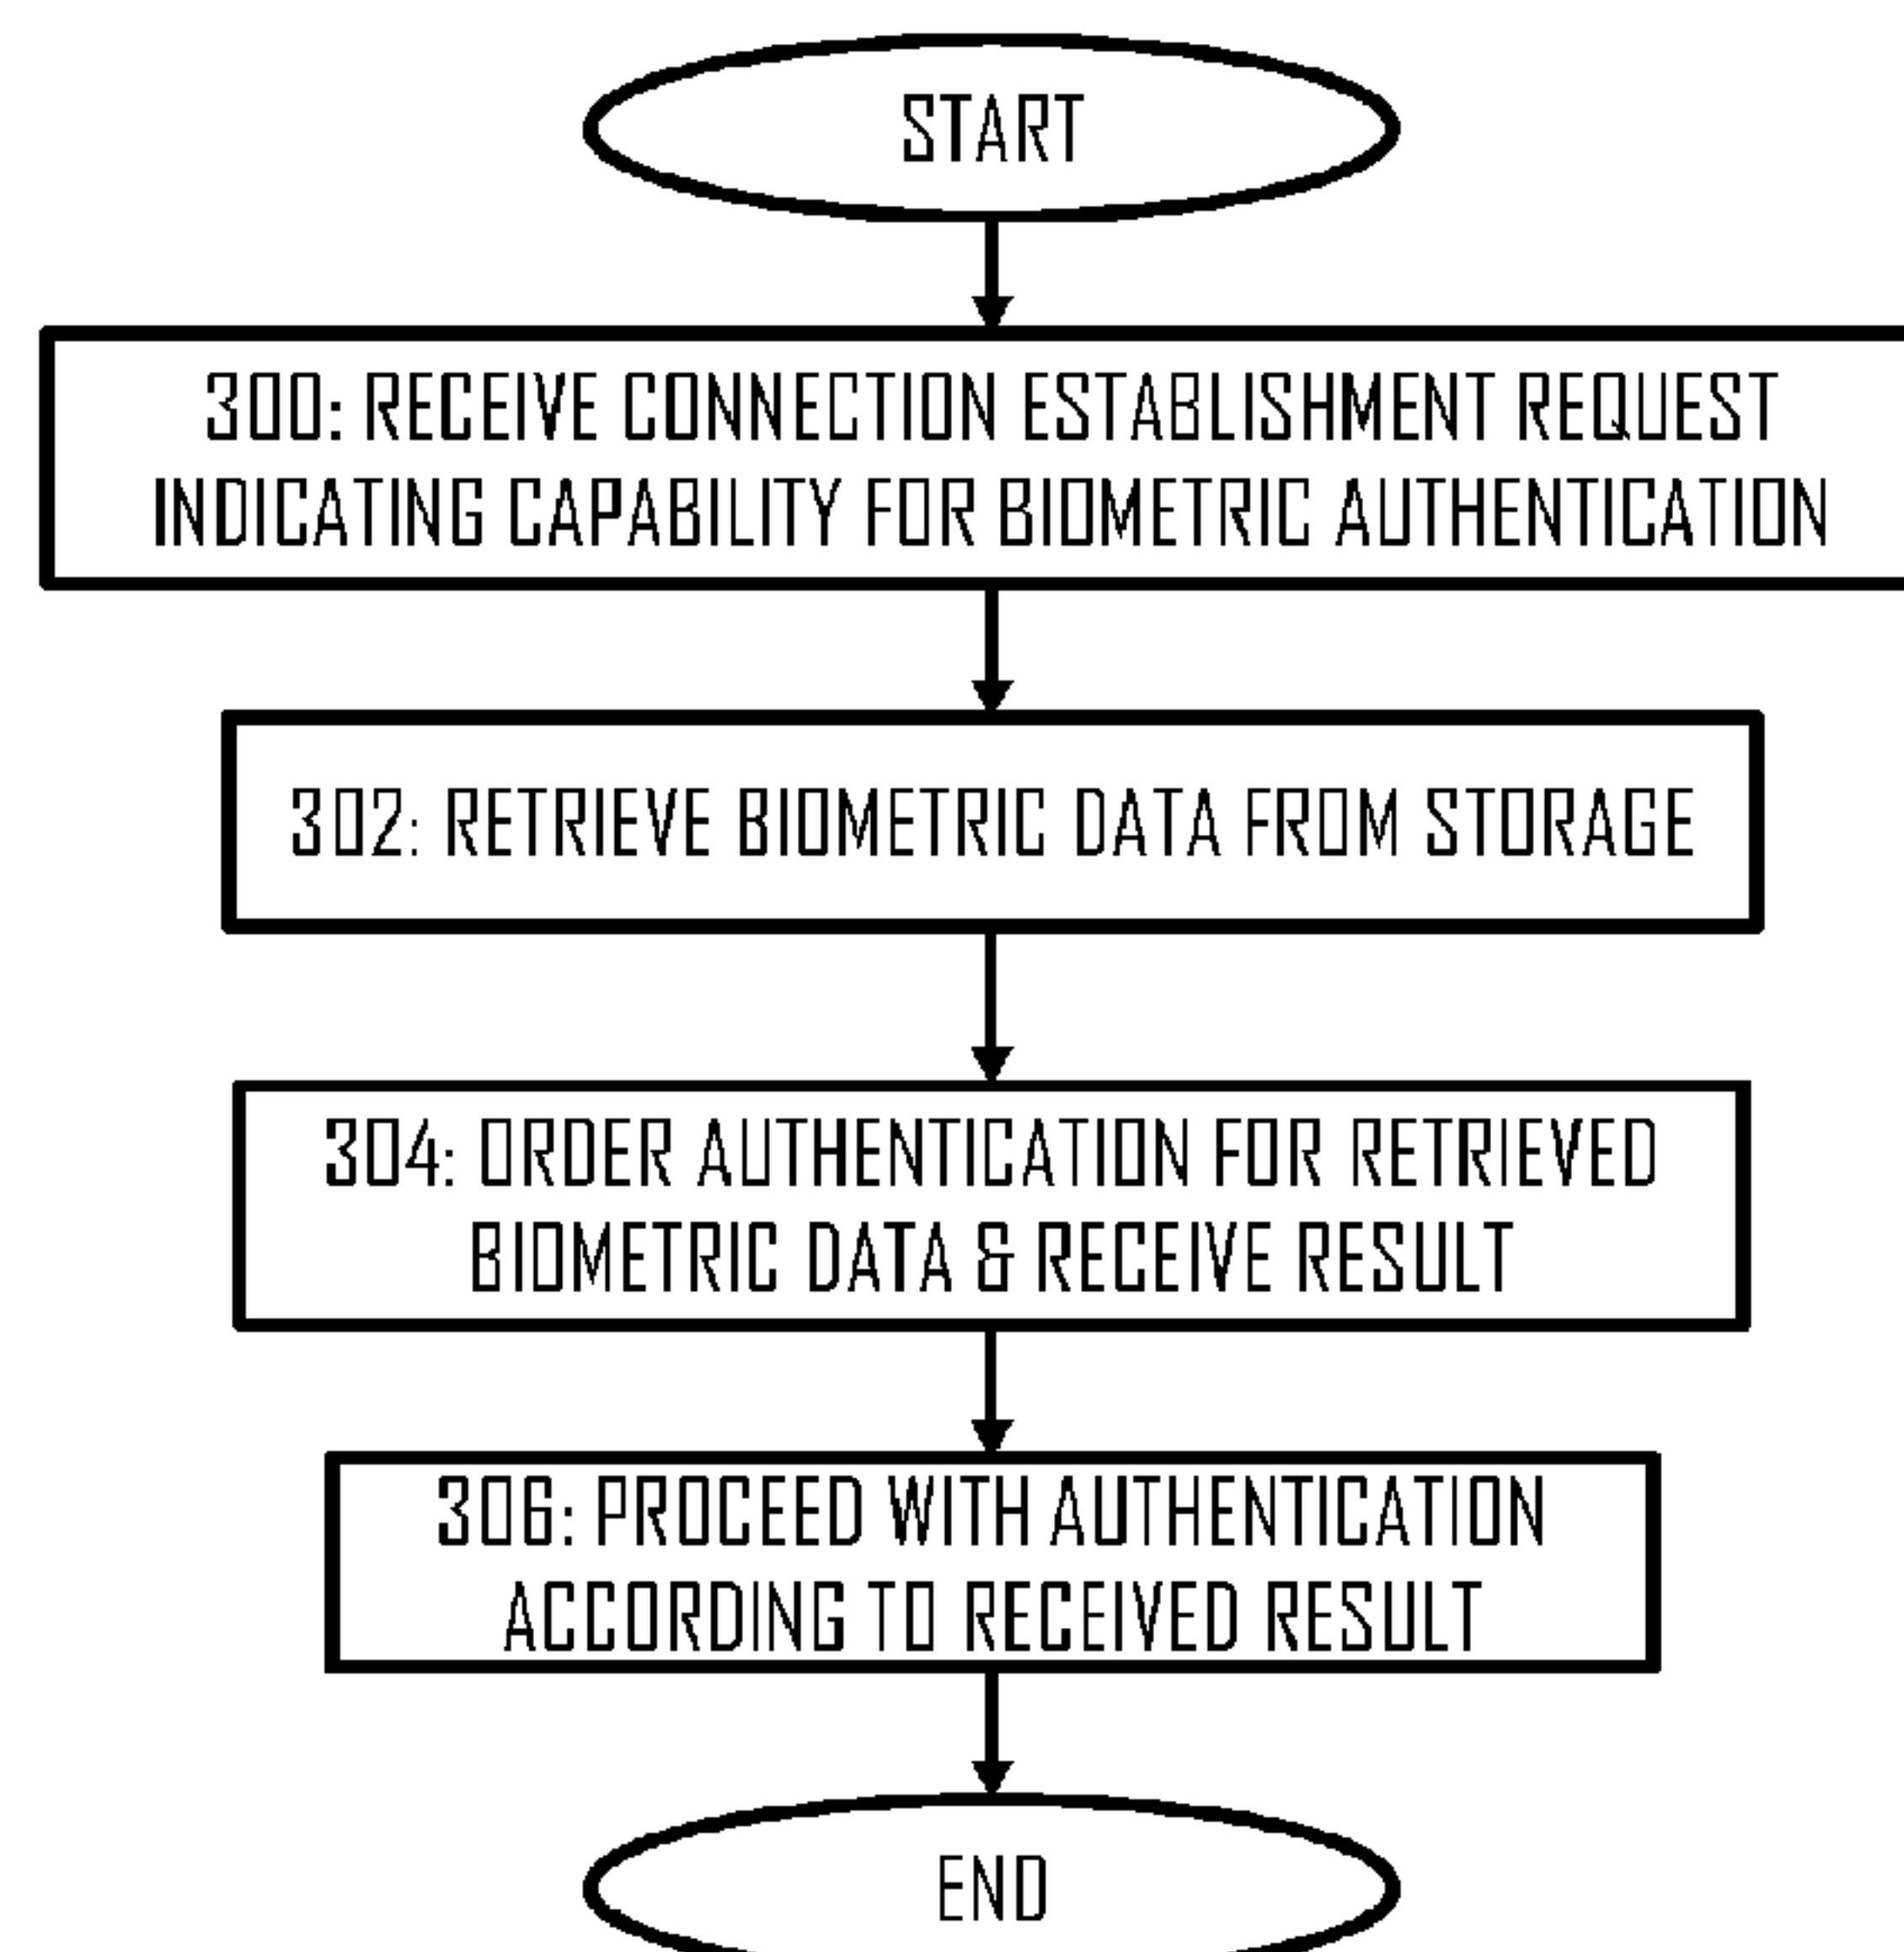 START
300: RECEIVE CONNECTION ESTABLISHMENT REQUEST
INDICATING CAPABILITY FOR BIOMETRIC AUTHENTICATION
302: RETRIEVE BIOMETRIC DATA FROM STORAGE
304: ORDER AUTHENTICATION FOR RETRIEVED
BIOMETRIC DATA & RECEIVE RESULT
306: PROCEED WITH AUTHENTICATION
ACCORDING TO RECEIVED RESULT
END